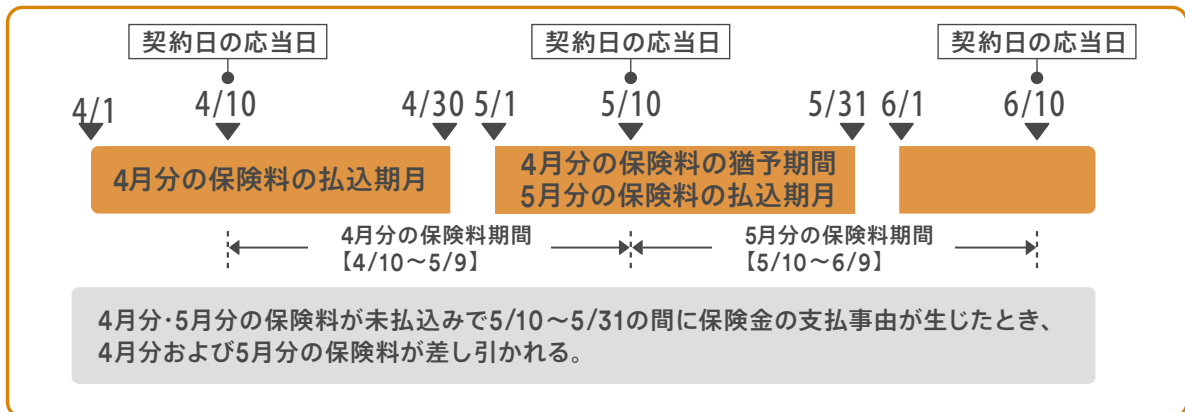 契約日の応当日
契約日の応当日
契約日の応当日
4/1
4/10
4/30
5/1
5/10
5/31
6/1
6/10
4月分の保険料の払込期月
4月分の保険料の猶予期間
5月分の保険料の払込期月
4月分の保険料期間
【4/10〜5/9】
5月分の保険料期間
【5/10〜6/9】
4月分・5月分の保険料が未払込みで5/10〜5/31の間に保険金の支払事由が生じたとき、
4月分および5月分の保険料が差し引かれる。